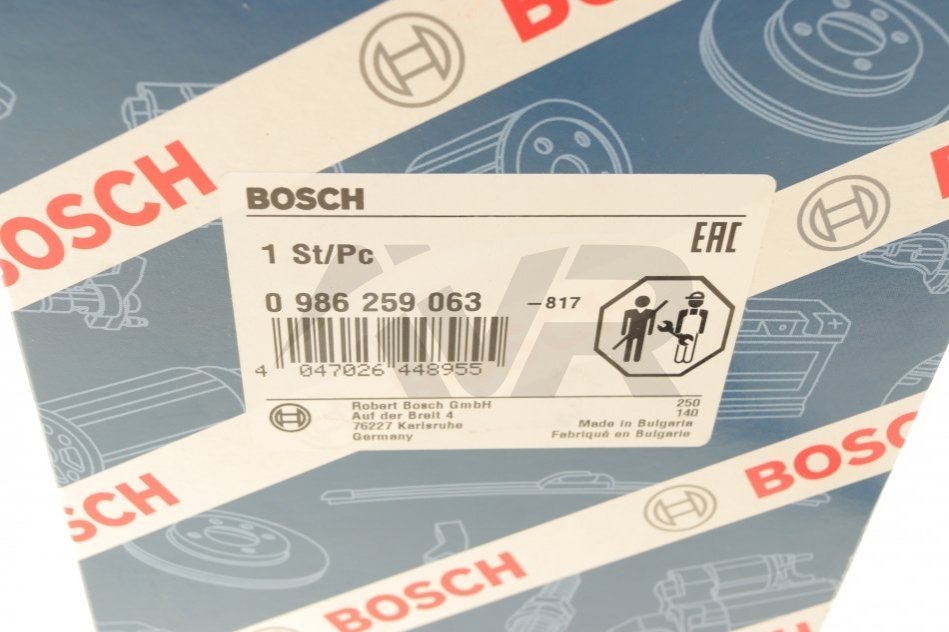 BOSCH
BOSCH
BOSCH
EAC
1 St/Pc
0 986 259 063 -817
4 047026 448955
Robert Bosch GmbH
Auf der Breit 4
76227 Karlsruhe
Germany
250
140
Made in Bulgaria
Fabriqué en Bulgarie
BOSCH
BOSCH
BOSCH